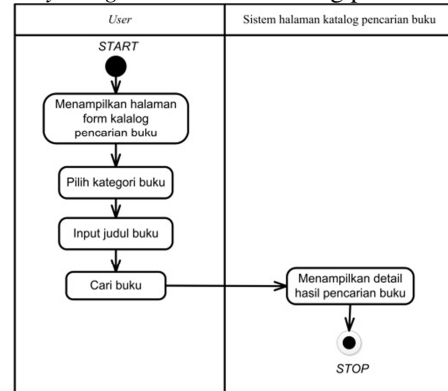 User
Sistem halaman katalog pencarian buku
START
Menampilkan halaman
form kalalog
pencarian buku
Pilih kategori buku
Input judul buku
Cari buku
Menampilkan detail
hasil pencarian buku
STOP